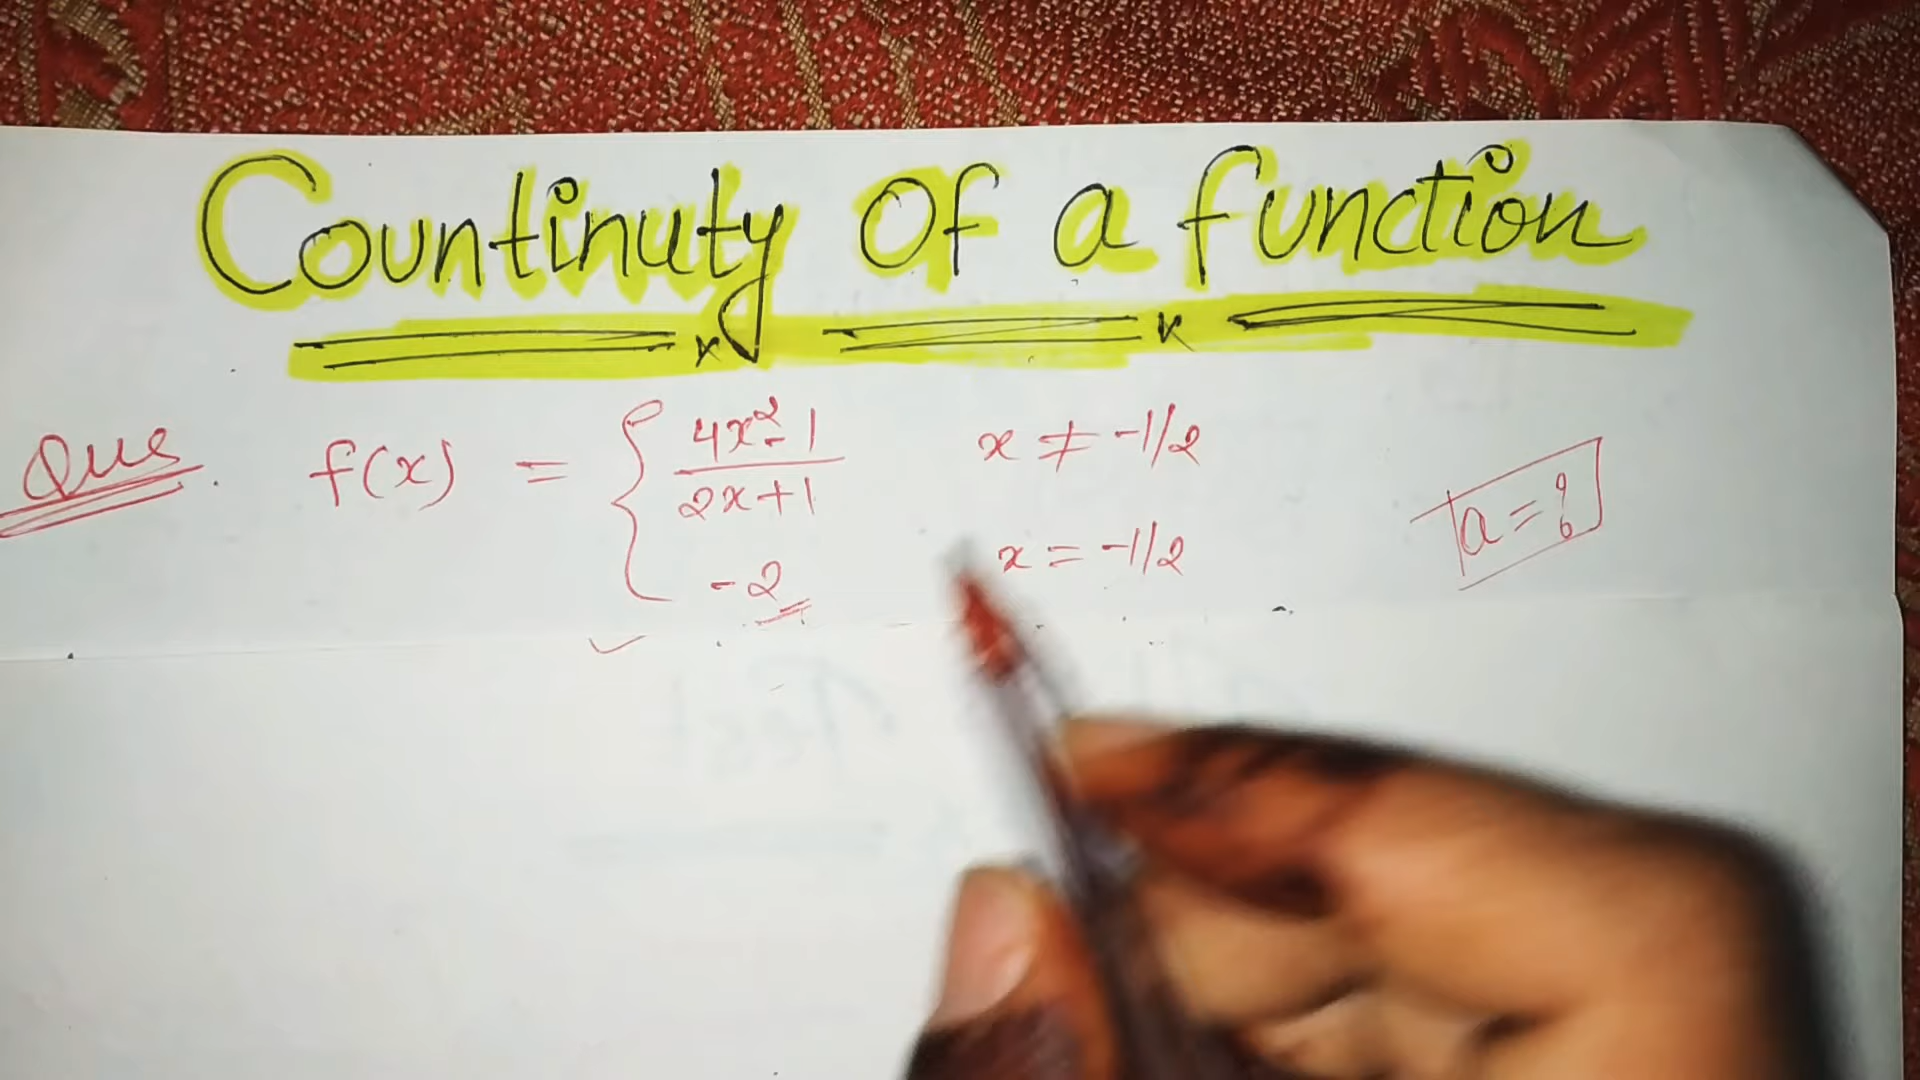 Countinuty Of a function
x x
Que. f(x) = { 4x²-1 / 2x+1 x ≠ -1/2
-2 x = -1/2
a = ?